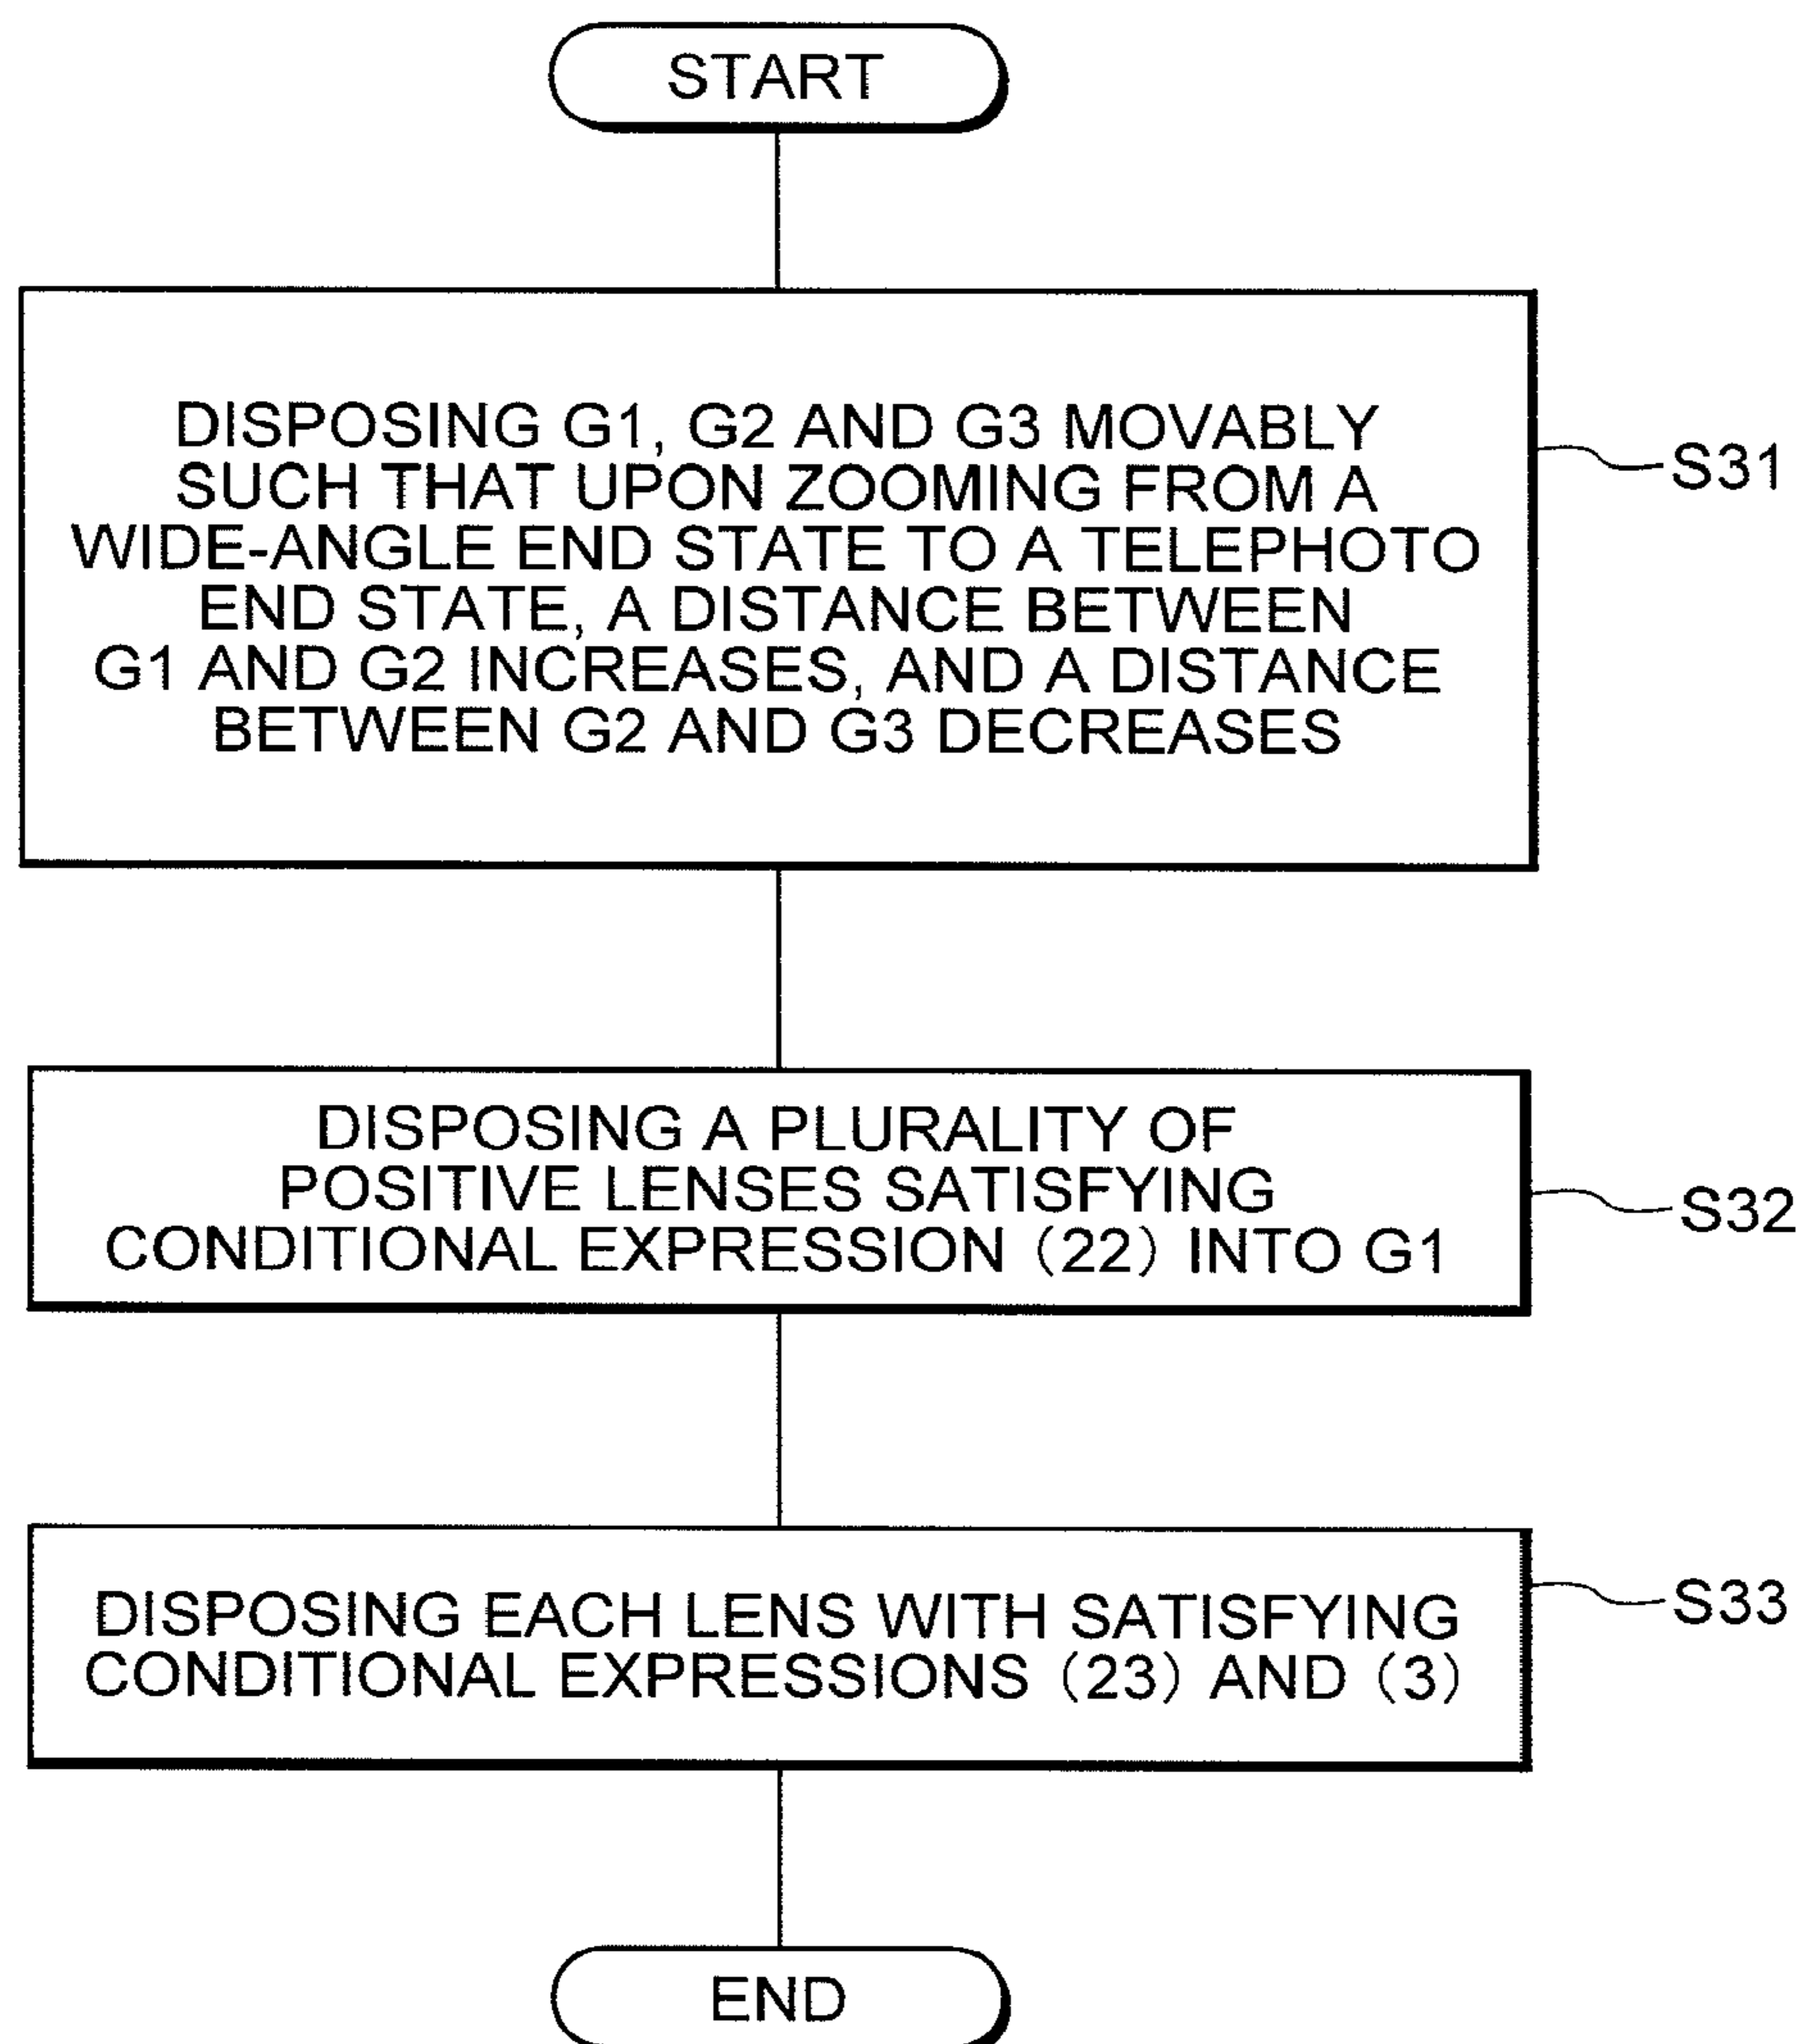 START
DISPOSING G1, G2 AND G3 MOVABLY
SUCH THAT UPON ZOOMING FROM A
WIDE-ANGLE END STATE TO A TELEPHOTO
END STATE, A DISTANCE BETWEEN
G1 AND G2 INCREASES, AND A DISTANCE
BETWEEN G2 AND G3 DECREASES
S31
DISPOSING A PLURALITY OF
POSITIVE LENSES SATISFYING
CONDITIONAL EXPRESSION (22) INTO G1
S32
DISPOSING EACH LENS WITH SATISFYING
CONDITIONAL EXPRESSIONS (23) AND (3)
S33
END